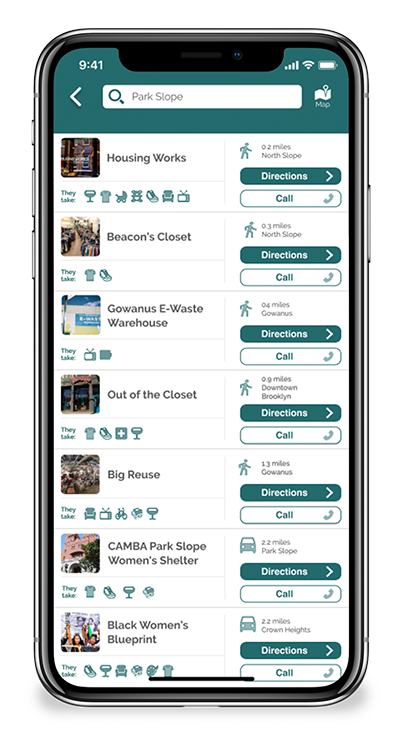 9:41
Park Slope
Map
Housing Works
0.2 miles
North Slope
Directions
They
take:
Call
Beacon's Closet
0.3 miles
North Slope
Directions
They
take:
Call
Gowanus E-Waste
Warehouse
04 miles
Gowanus
Directions
They
take:
Call
Out of the Closet
0.9 miles
Downtown
Brooklyn
Directions
They
take:
Call
Big Reuse
1.3 miles
Gowanus
Directions
They
take:
Call
CAMBA Park Slope
Women's Shelter
2.2 miles
Park Slope
Directions
They
take:
Call
Black Women's
Blueprint
2.2 miles
Crown Heights
Directions
They
take:
Call